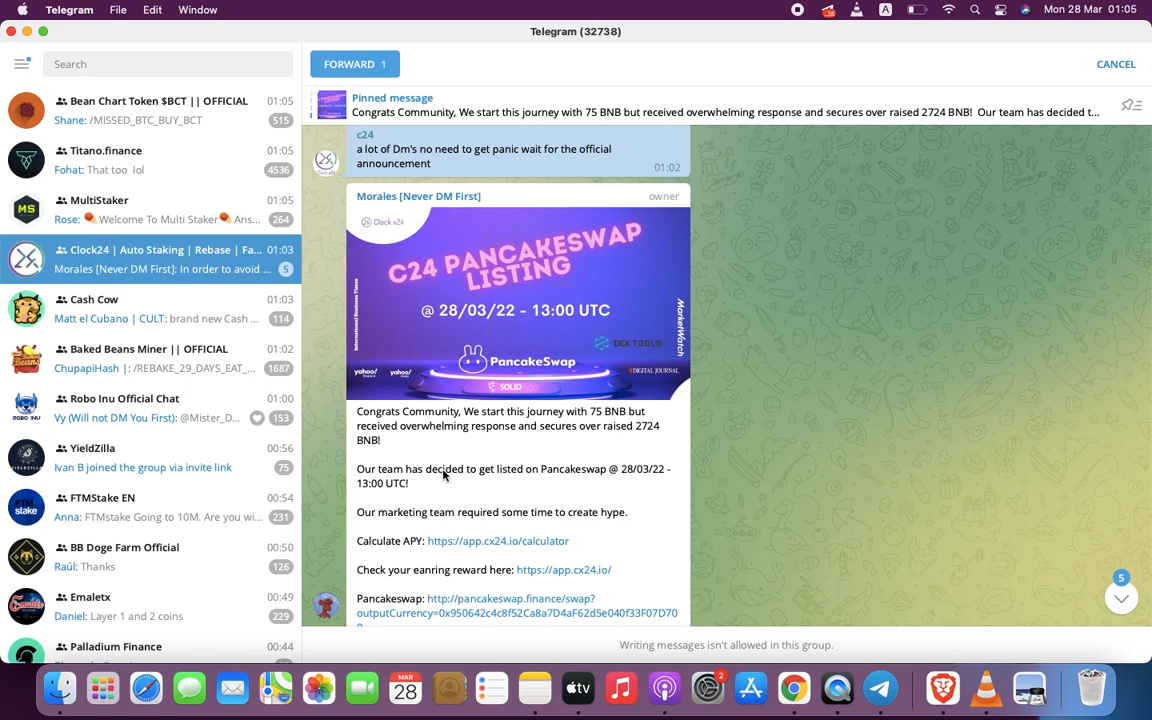 Telegram File Edit Window
38 A Mon 28 Mar 01:05
Telegram (32738)
Search
Bean Chart Token $BCT || OFFICIAL 01:05
Shane: /MISSED_BTC_BUY_BCT 515
Titano.finance 01:05
Fohat: That too lol 4536
MS MultiStaker 01:05
Rose: Welcome To Multi Staker Ans... 264
Clock24 | Auto Staking | Rebase | Fa... 01:03
Morales [Never DM First]: In order to avoid ... 5
Cash Cow 01:03
Matt el Cubano | CULT: brand new Cash ... 114
Baked Beans Miner || OFFICIAL 01:02
ChupapiHash |: /REBAKE_29_DAYS_EAT_... 1687
Robo Inu Official Chat 01:00
Vy (Will not DM You First): @Mister_D... 153
YieldZilla 00:56
Ivan B joined the group via invite link 75
FTMStake EN 00:54
Anna: FTMstake Going to 10M. Are you wi... 231
BB Doge Farm Official 00:50
Raúl: Thanks 126
Emaletx 00:49
Daniel: Layer 1 and 2 coins 229
Palladium Finance 00:44
FORWARD 1 CANCEL
Pinned message
Congrats Community, We start this journey with 75 BNB but received overwhelming response and secures over raised 2724 BNB! Our team has decided t...
c24
a lot of Dm's no need to get panic wait for the official
announcement 01:02
Morales [Never DM First] owner
Clock x24
C24 PANCAKESWAP
LISTING
@ 28/03/22 - 13:00 UTC
International Business Times
MarketWatch
DEX TOOLS
PancakeSwap
yahoo! yahoo! DIGITAL JOURNAL
Congrats Community, We start this journey with 75 BNB but
received overwhelming response and secures over raised 2724
BNB!
Our team has decided to get listed on Pancakeswap @ 28/03/22 -
13:00 UTC!
Our marketing team required some time to create hype.
Calculate APY: https://app.cx24.io/calculator
Check your eanring reward here: https://app.cx24.io/
Pancakeswap: http://pancakeswap.finance/swap?
outputCurrency=0x950642c4c8f52Ca8a7D4aF62d5e040f33F07D70
5
Writing messages isn't allowed in this group.
MAR
28
tv
2